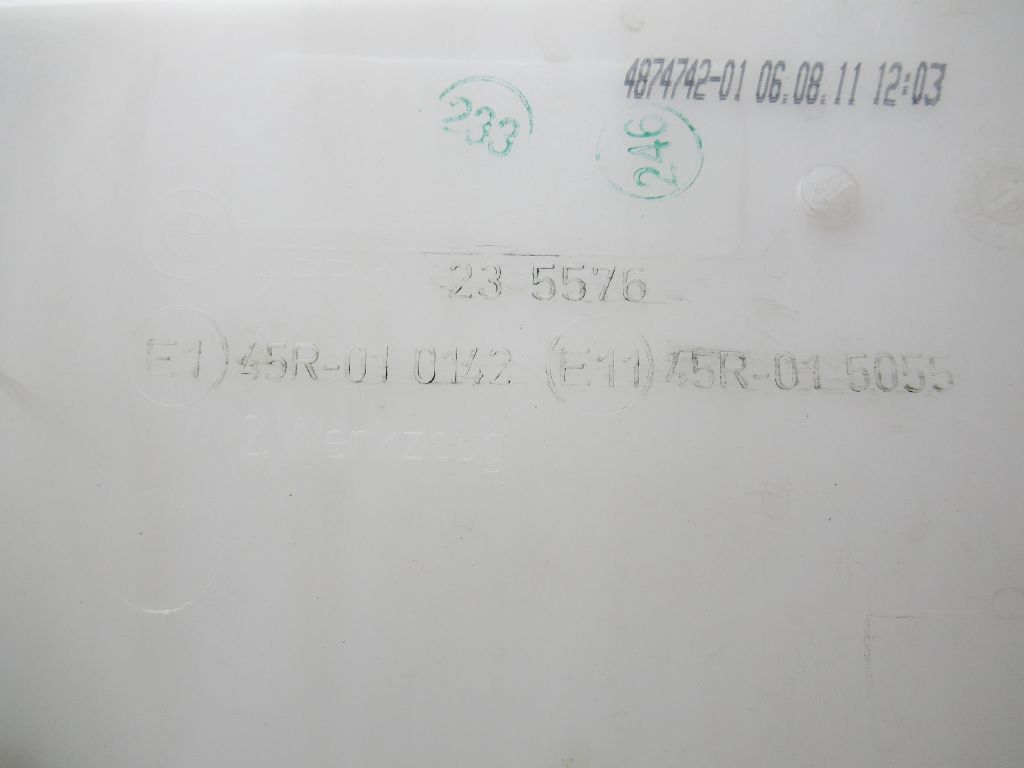 4874742-01 06.08.11 12:03
233
246
23 5576
E1 45R-01 0142 E11 45R-01 5055
2. Werkzeug